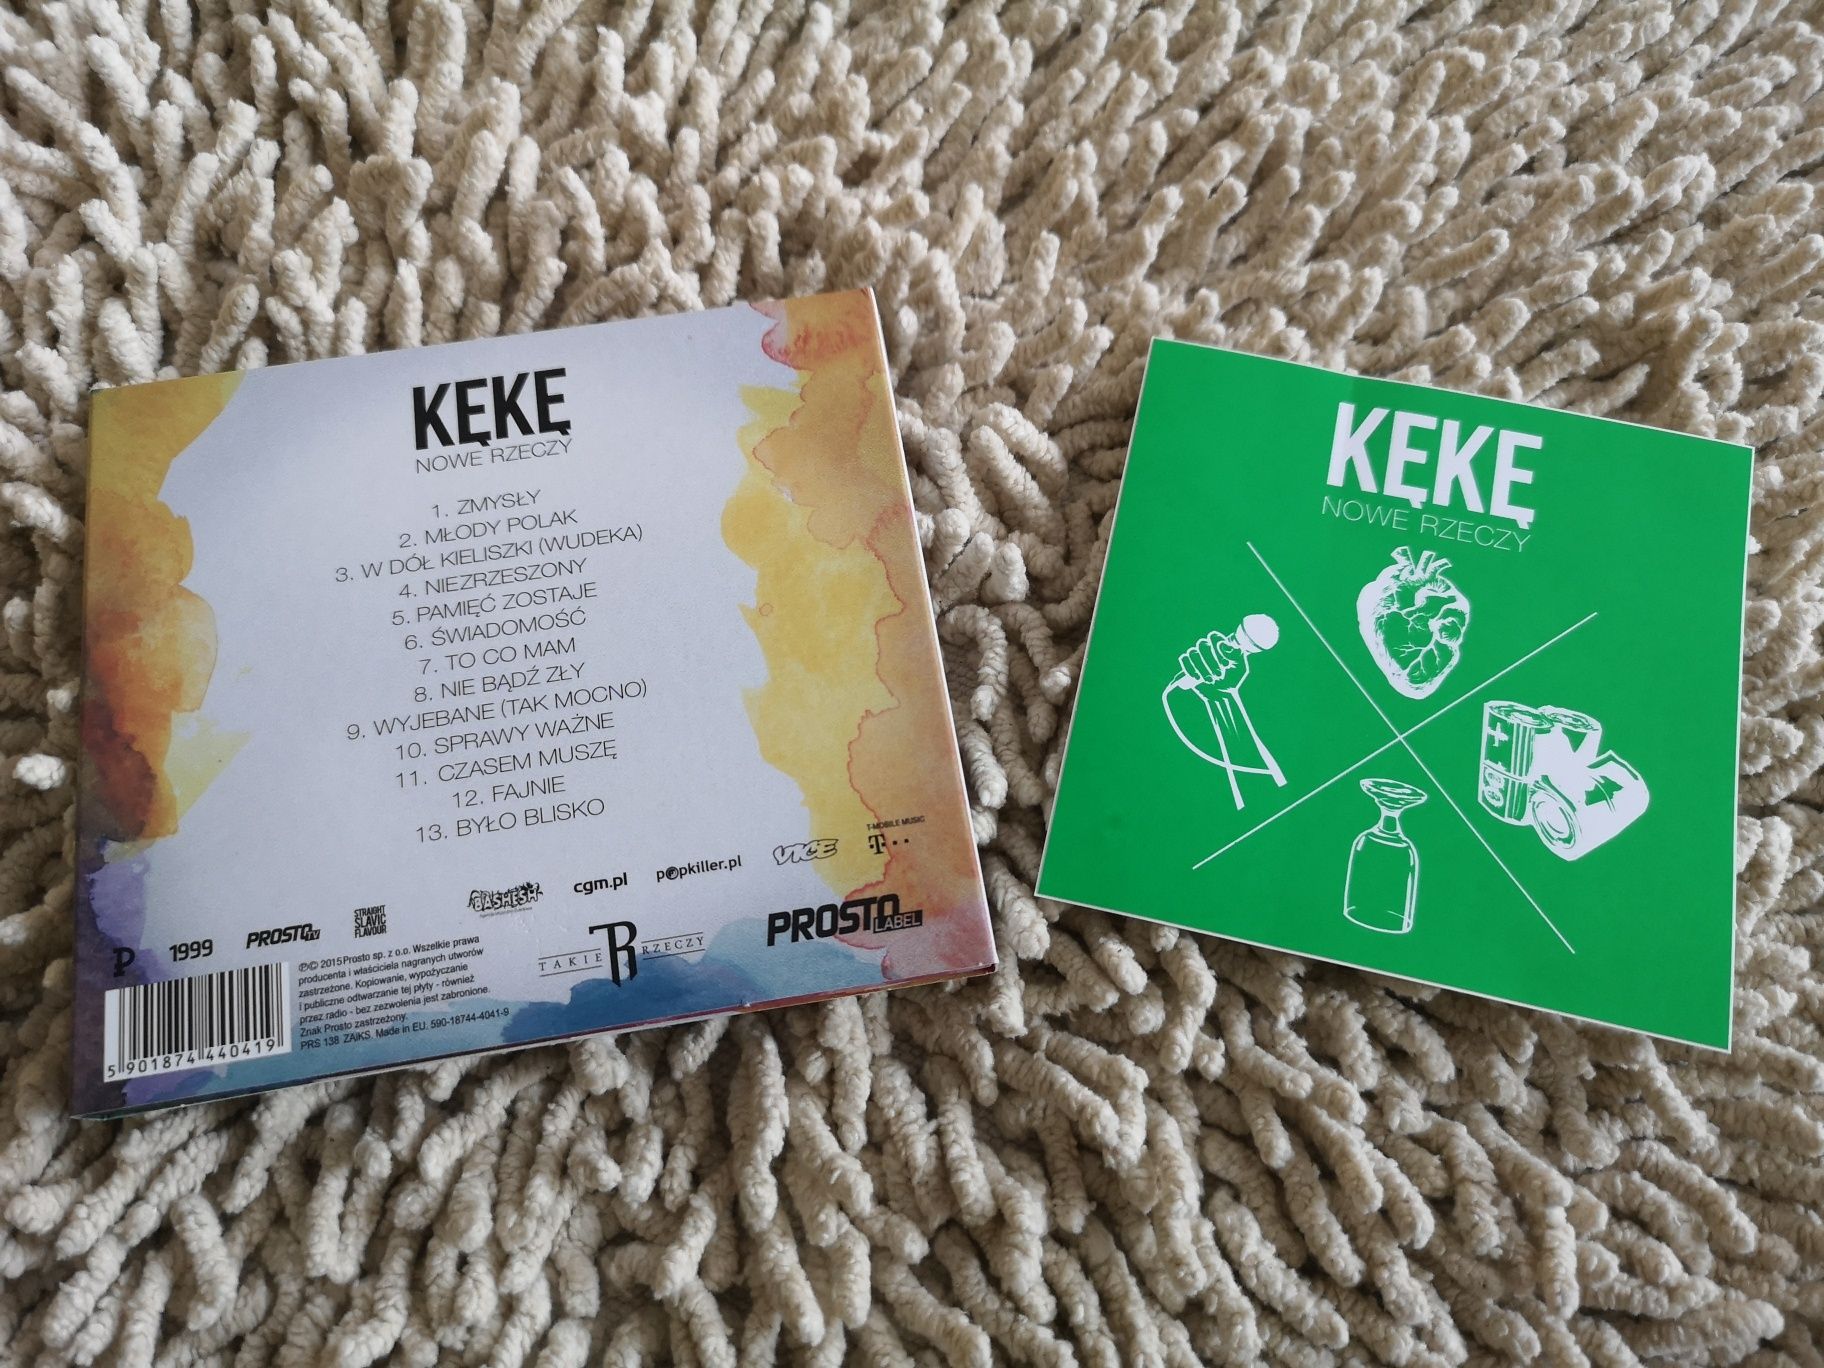 KĘKĘ
NOWE RZECZY
1. ZMYSŁY
2. MŁODY POLAK
3. W DÓŁ KIELISZKI (WUDEKA)
4. NIEZRZESZONY
5. PAMIĘĆ ZOSTAJE
6. ŚWIADOMOŚĆ
7. TO CO MAM
8. NIE BĄDŹ ZŁY
9. WYJEBANE (TAK MOCNO)
10. SPRAWY WAŻNE
11. CZASEM MUSZĘ
12. FAJNIE
13. BYŁO BLISKO
P 1999
PROSTO TV
STRAIGHT
SLAVIC
FLAVOUR
BASHESH
cgm.pl
popkiller.pl
VICE
T-MOBILE MUSIC
T
℗© 2015 Prosto sp. z o.o. Wszelkie prawa
producenta i właściciela nagranych utworów
zastrzeżone. Kopiowanie, wypożyczanie
i publiczne odtwarzanie tej płyty - również
przez radio - bez zezwolenia jest zabronione.
Znak Prosto zastrzeżony.
PRS 138 ZAIKS. Made in EU. 590-18744-4041-9
5 901874 440419
TAKIE TR RZECZY
PROSTO
LABEL
KĘKĘ
NOWE RZECZY